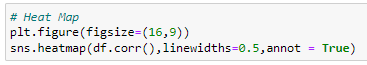 # Heat Map
plt.figure(figsize=(16,9))
sns.heatmap(df.corr(),linewidths=0.5,annot = True)